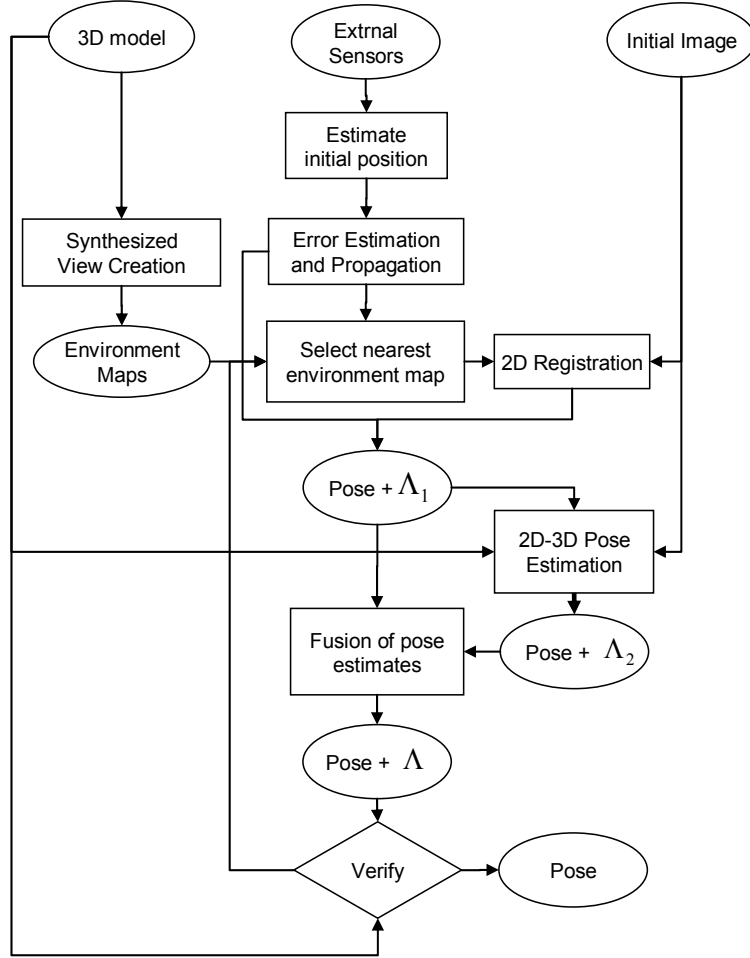 3D model
Extrnal
Sensors
Initial Image
Estimate
initial position
Synthesized
View Creation
Error Estimation
and Propagation
Environment
Maps
Select nearest
environment map
2D Registration
Pose + Λ₁
2D-3D Pose
Estimation
Fusion of pose
estimates
Pose + Λ₂
Pose + Λ
Verify
Pose